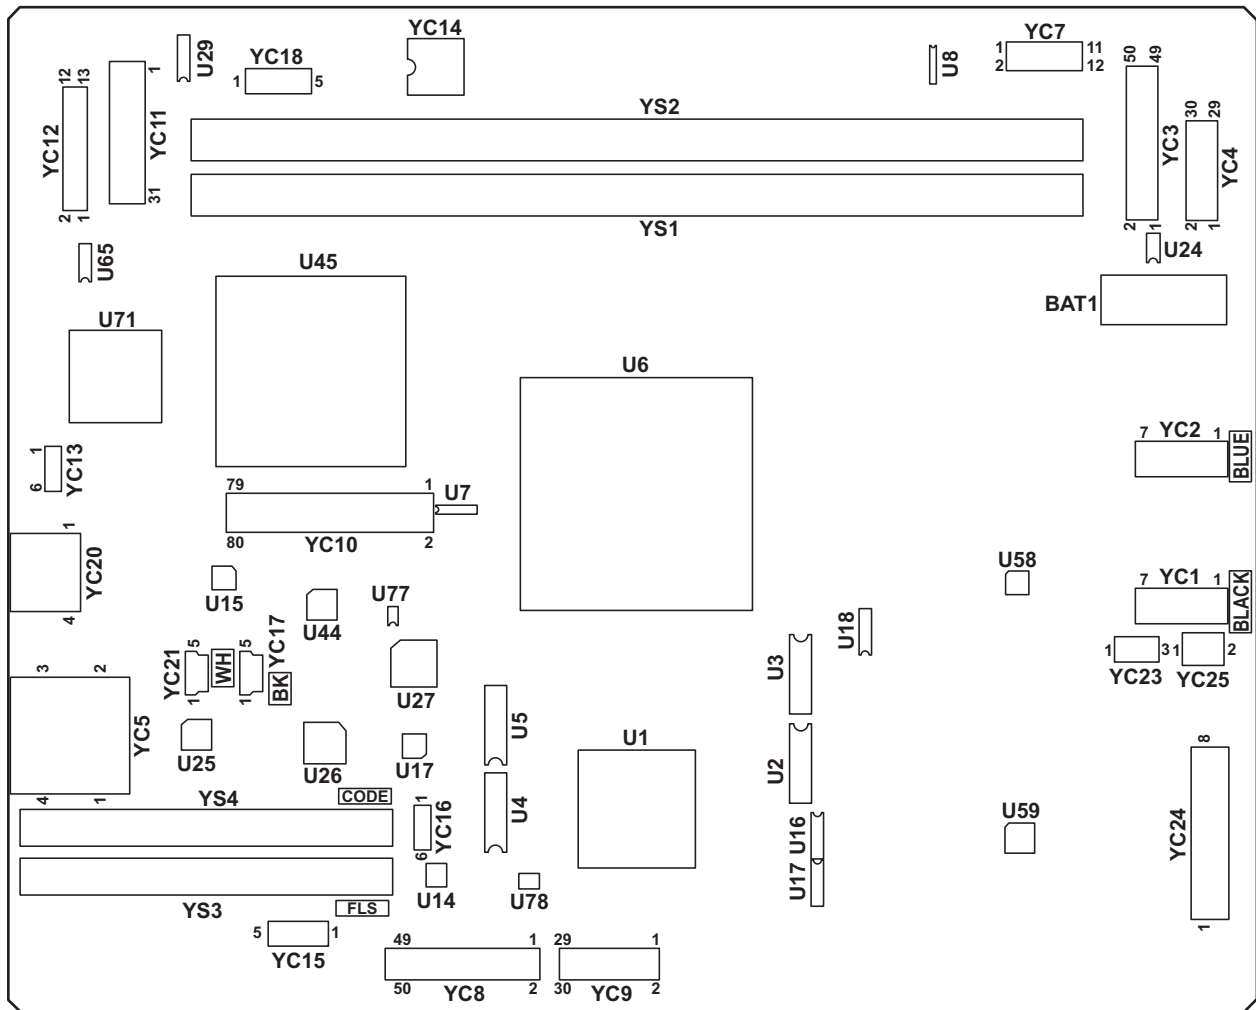 YC14
YC7
YC18
U29
U8
1
5
1
2
11
12
50
49
12
13
1
YC12
YC11
2
1
31
YS2
YS1
YC3
30
29
YC4
2
1
2
1
U24
U65
U45
BAT1
U71
U6
1
6
YC13
7
YC2
1
BLUE
79
1
U7
80
YC10
2
1
YC20
4
U15
U44
U77
U58
7
YC1
1
BLACK
U18
YC21
5
1
WH
5
1
YC17
BK
U27
U3
1
3
YC23
1
2
YC25
3
2
YC5
4
1
U25
U26
U17
U5
U1
U2
8
YC24
1
YS4
CODE
1
YC16
6
U4
U16
U17
U59
YS3
FLS
U14
U78
5
1
YC15
49
1
50
YC8
2
29
1
30
YC9
2